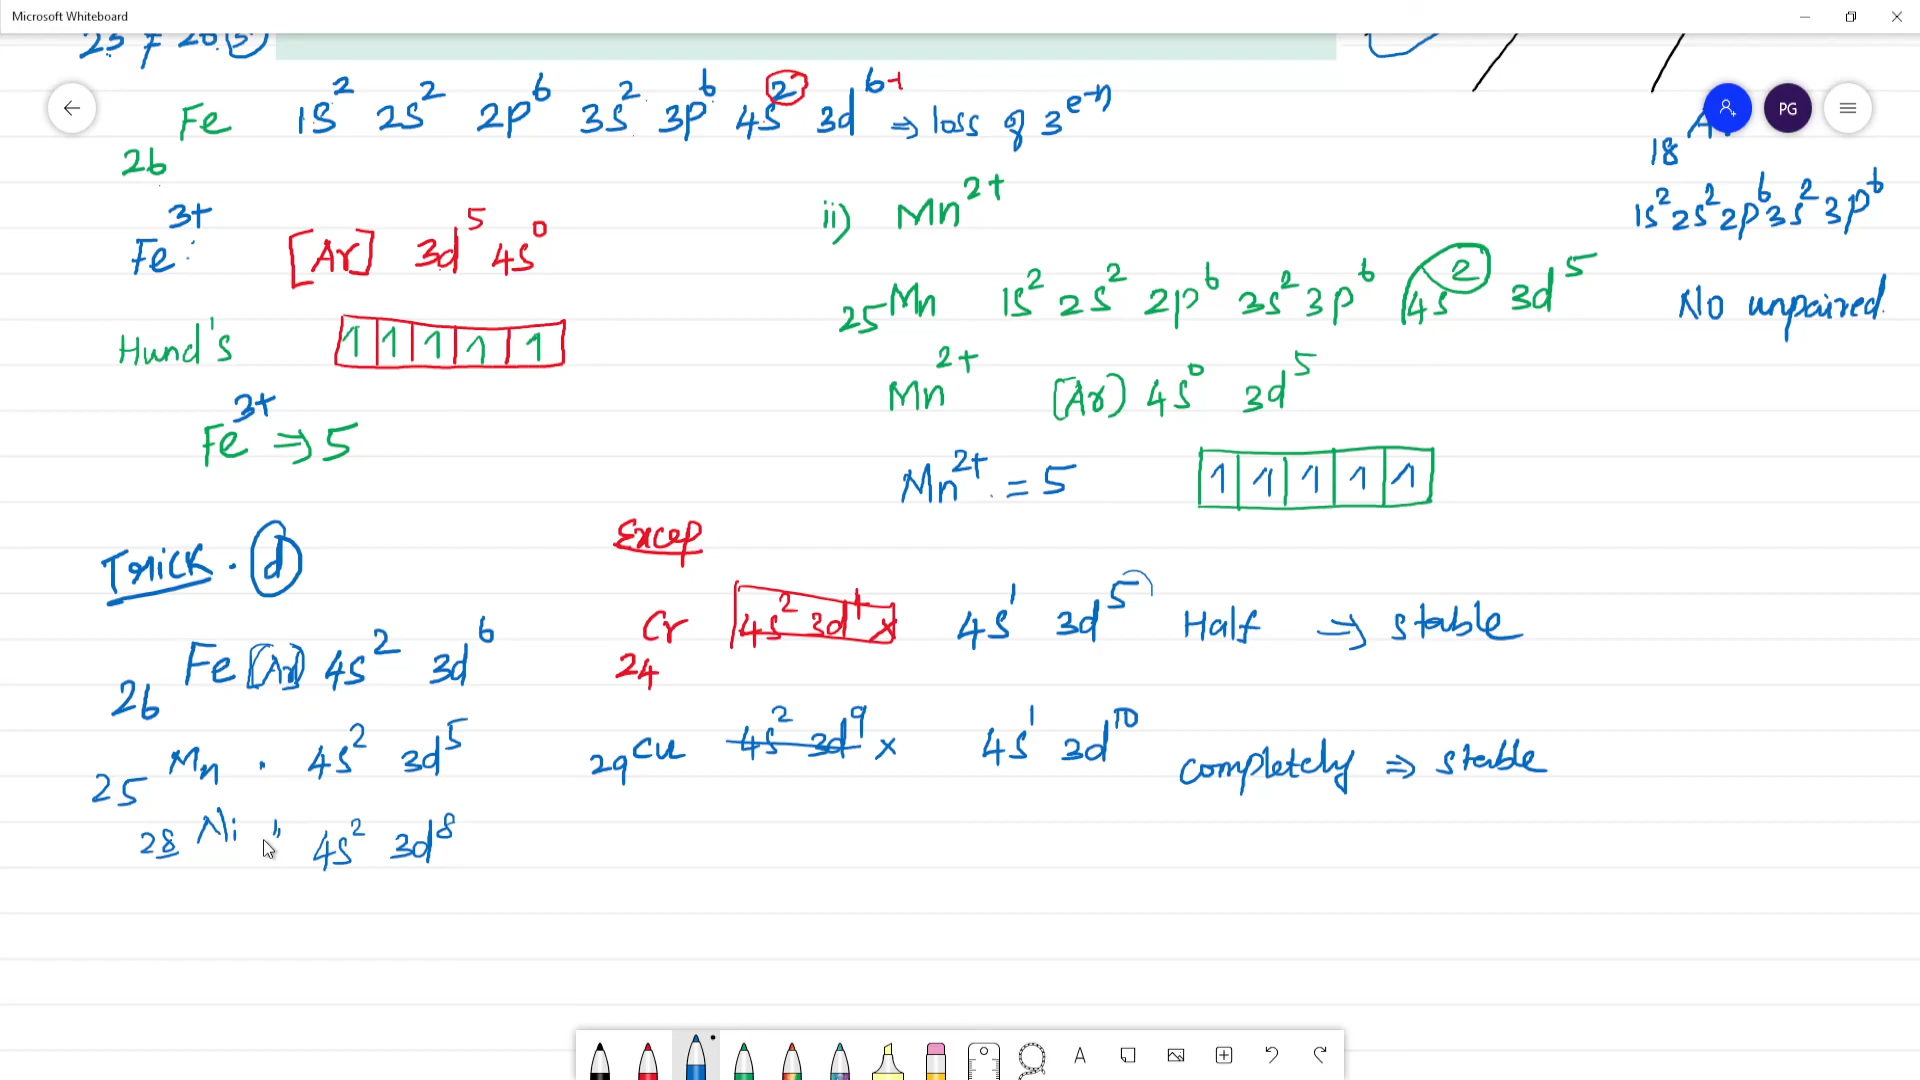 Microsoft Whiteboard
Fe 1s² 2s² 2p⁶ 3s² 3p⁶ 4s² 3d⁶⁻¹ ⇒ loss of 3 e-n
26
PG
18
1s² 2s² 2p⁶ 3s² 3p⁶
No unpaired
Fe³⁺: [Ar] 3d⁵ 4s⁰
Hund's 1 1 1 1 1
Fe³⁺ ⇒ 5
ii) Mn²⁺
25 Mn 1s² 2s² 2p⁶ 3s² 3p⁶ 4s² 3d⁵
Mn²⁺ [Ar] 4s⁰ 3d⁵
Mn²⁺ = 5 1 1 1 1 1
Trick . d
26 Fe [Ar] 4s² 3d⁶
25 Mn " 4s² 3d⁵
28 Ni " 4s² 3d⁸
Excep
Cr 4s² 3d⁴ x 4s¹ 3d⁵ Half ⇒ stable
24
29 Cu 4s² 3d⁹ x 4s¹ 3d¹⁰ completely ⇒ stable
A